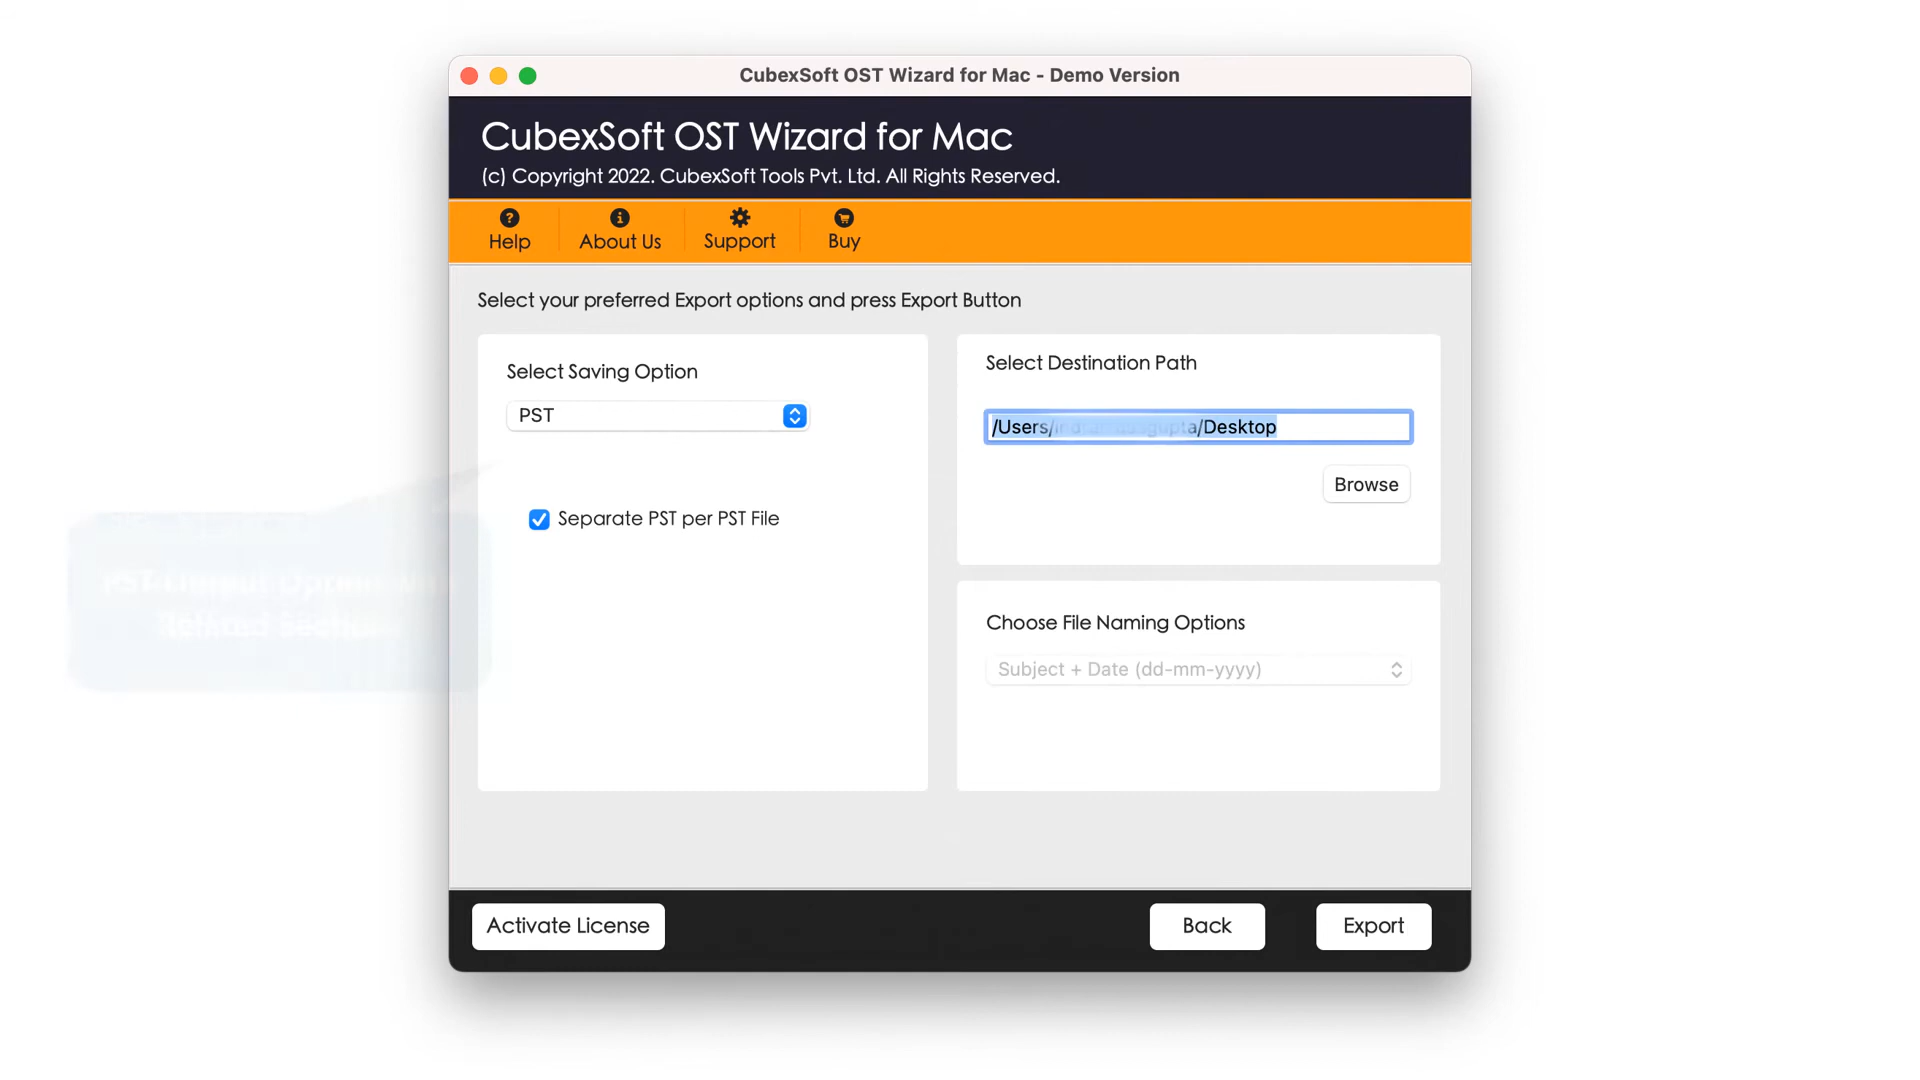 CubexSoft OST Wizard for Mac - Demo Version
CubexSoft OST Wizard for Mac
(c) Copyright 2022. CubexSoft Tools Pvt. Ltd. All Rights Reserved.
Help
About Us
Support
Buy
Select your preferred Export options and press Export Button
Select Saving Option
PST
Separate PST per PST File
Select Destination Path
/Users/ /Desktop
Browse
Choose File Naming Options
Subject + Date (dd-mm-yyyy)
Activate License
Back
Export